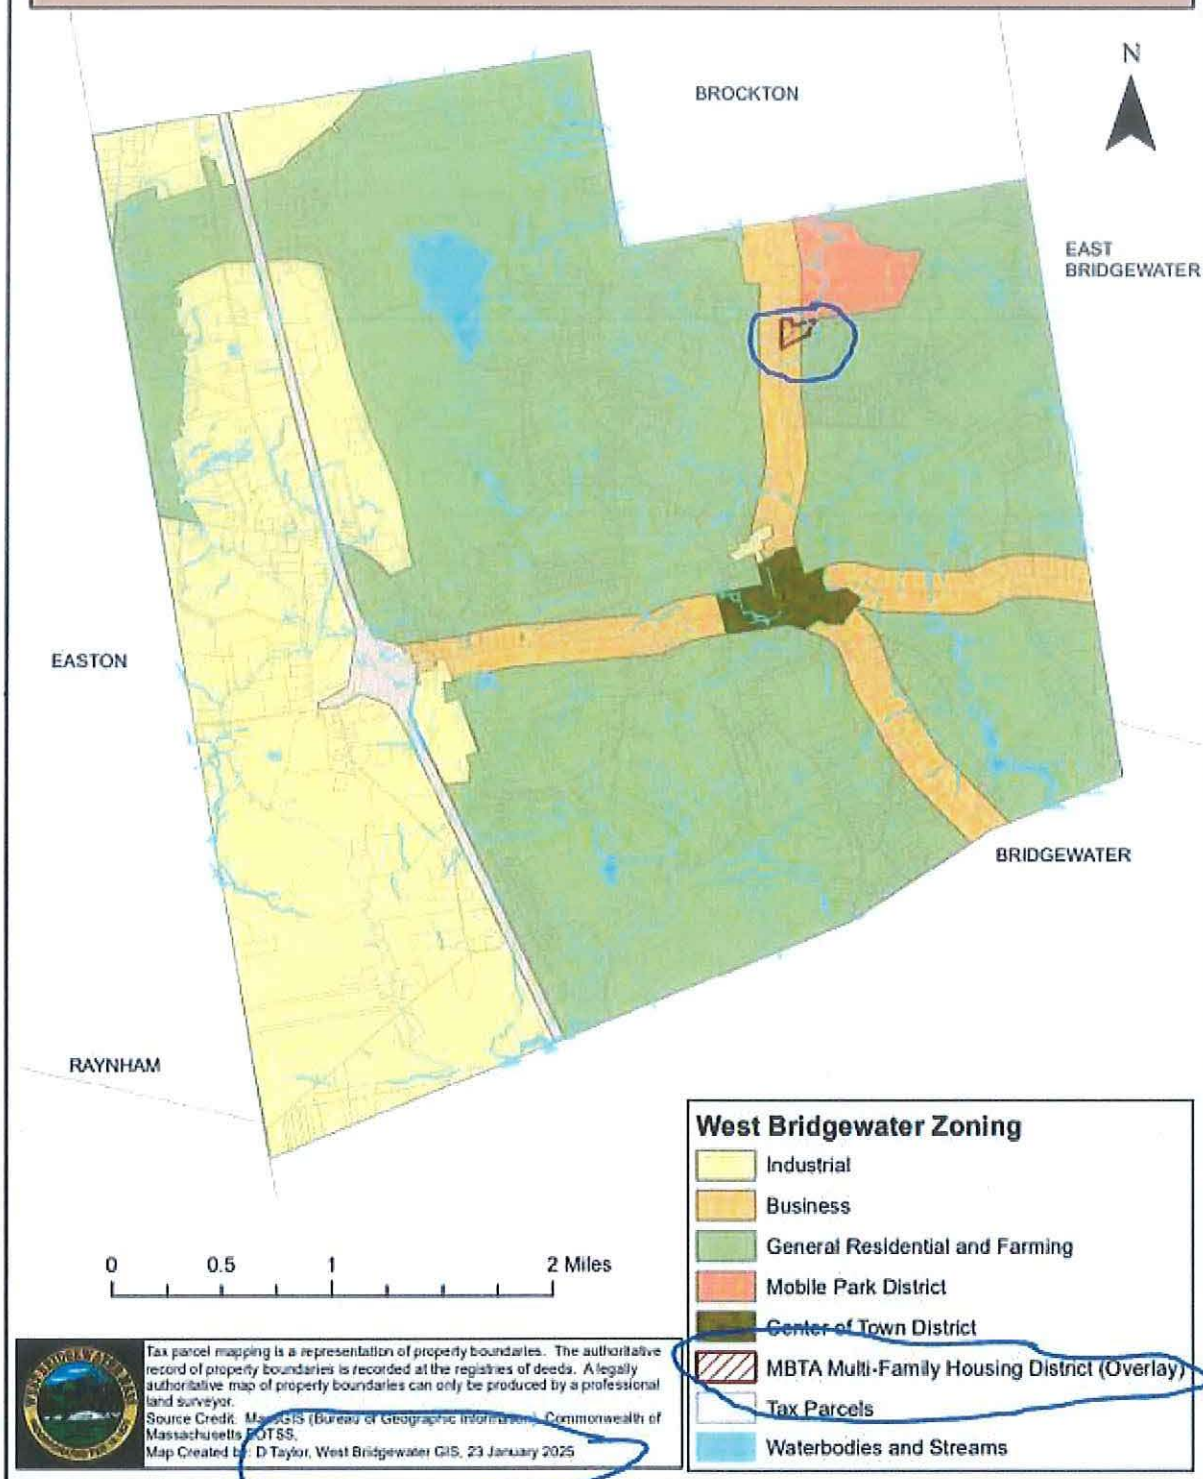 N
BROCKTON
EAST
BRIDGEWATER
EASTON
BRIDGEWATER
RAYNHAM
West Bridgewater Zoning
Industrial
Business
General Residential and Farming
Mobile Park District
Center of Town District
MBTA Multi-Family Housing District (Overlay)
Tax Parcels
Waterbodies and Streams
0 0.5 1 2 Miles
Tax parcel mapping is a representation of property boundaries. The authoritative
record of property boundaries is recorded at the registries of deeds. A legally
authoritative map of property boundaries can only be produced by a professional
land surveyor.
Source Credit: MassGIS (Bureau of Geographic Information), Commonwealth of
Massachusetts EOTSS.
Map Created by: D Taylor, West Bridgewater GIS, 23 January 2025
WEST BRIDGEWATER